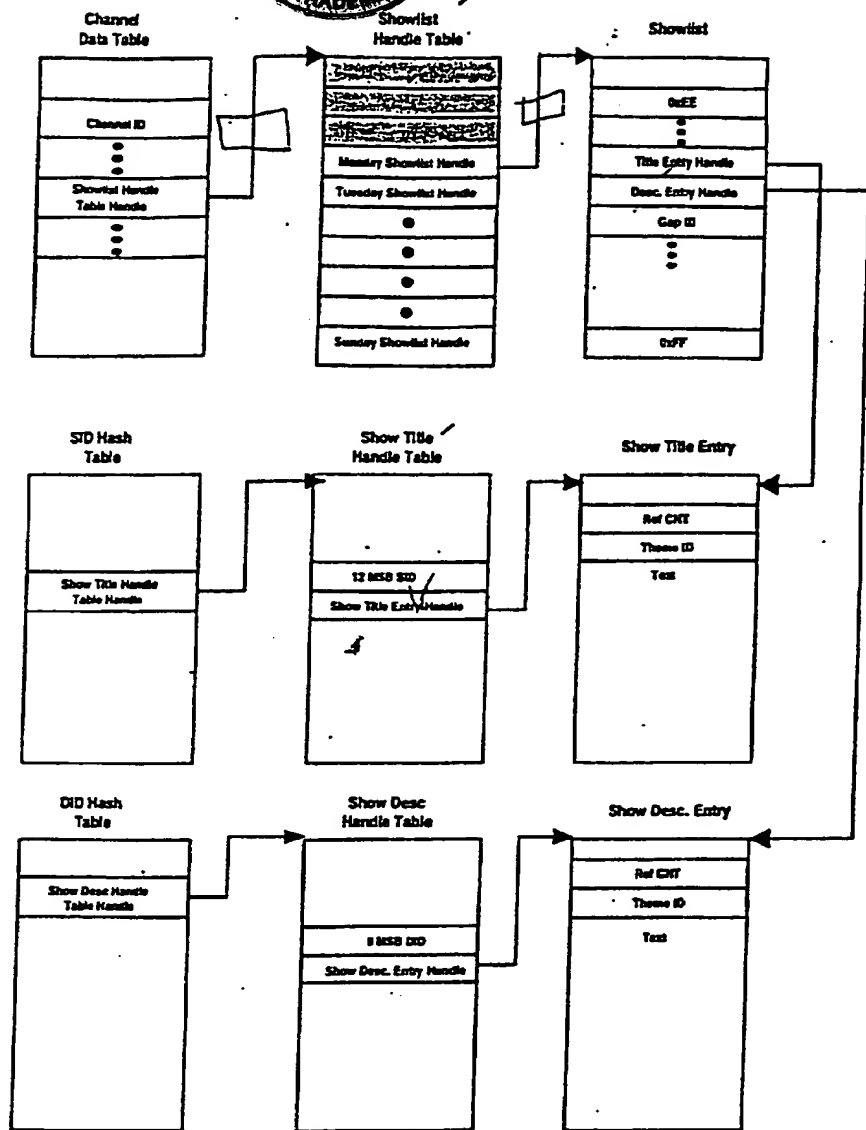 Channel
Data Table
Channel ID
Showlist Handle
Table Handle
Showlist
Handle Table
Monday Showlist Handle
Tuesday Showlist Handle
Sunday Showlist Handle
Showlist
0xEE
Title Entry Handle
Desc. Entry Handle
Gap ID
0xFF
SID Hash
Table
Show Title Handle
Table Handle
Show Title
Handle Table
12 MSB SID
Show Title Entry Handle
Show Title Entry
Ref CNT
Theme ID
Text
DID Hash
Table
Show Desc Handle
Table Handle
Show Desc
Handle Table
8 MSB DID
Show Desc. Entry Handle
Show Desc. Entry
Ref CNT
Theme ID
Text